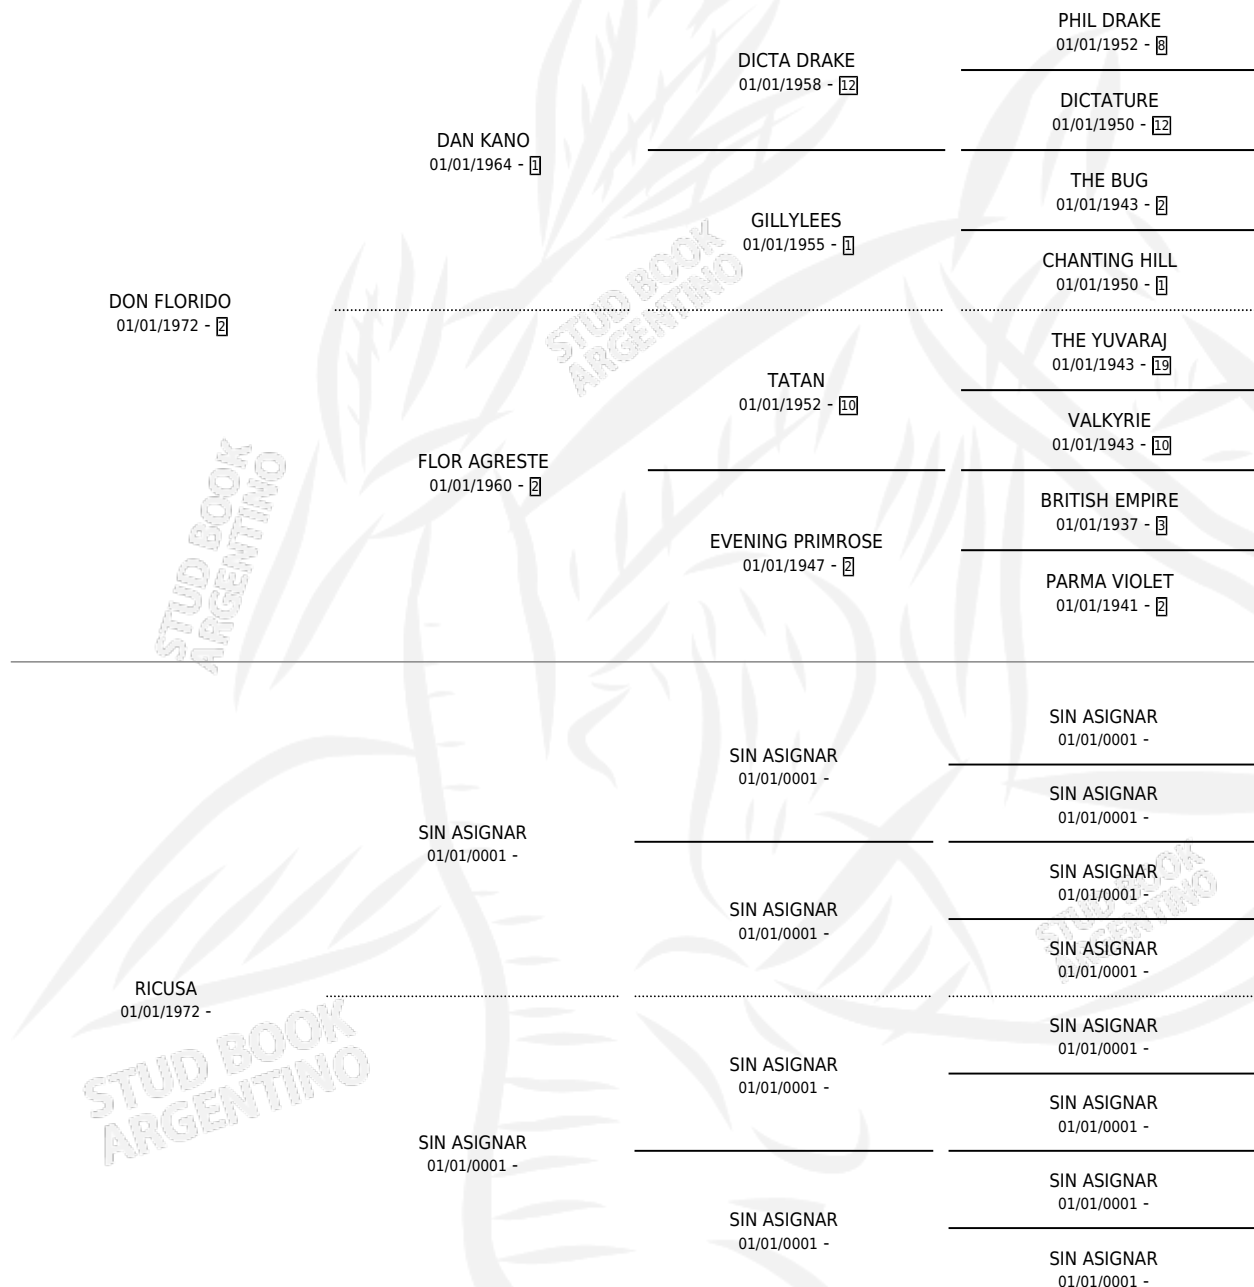 PHIL DRAKE
01/01/1952 - 8
DICTA DRAKE
01/01/1958 - 12
DICTATURE
01/01/1950 - 12
DAN KANO
01/01/1964 - 1
THE BUG
01/01/1943 - 2
GILLYLEES
01/01/1955 - 1
CHANTING HILL
01/01/1950 - 1
DON FLORIDO
01/01/1972 - 2
THE YUVARAJ
01/01/1943 - 19
TATAN
01/01/1952 - 10
VALKYRIE
01/01/1943 - 10
FLOR AGRESTE
01/01/1960 - 2
BRITISH EMPIRE
01/01/1937 - 3
EVENING PRIMROSE
01/01/1947 - 2
PARMA VIOLET
01/01/1941 - 2
STUD BOOK
ARGENTINO
STUD BOOK
ARGENTINO
SIN ASIGNAR
01/01/0001 -
SIN ASIGNAR
01/01/0001 -
SIN ASIGNAR
01/01/0001 -
SIN ASIGNAR
01/01/0001 -
SIN ASIGNAR
01/01/0001 -
SIN ASIGNAR
01/01/0001 -
SIN ASIGNAR
01/01/0001 -
STUD BOOK
ARGENTINO
RICUSA
01/01/1972 -
SIN ASIGNAR
01/01/0001 -
SIN ASIGNAR
01/01/0001 -
SIN ASIGNAR
01/01/0001 -
SIN ASIGNAR
01/01/0001 -
SIN ASIGNAR
01/01/0001 -
SIN ASIGNAR
01/01/0001 -
SIN ASIGNAR
01/01/0001 -
STUD BOOK
ARGENTINO